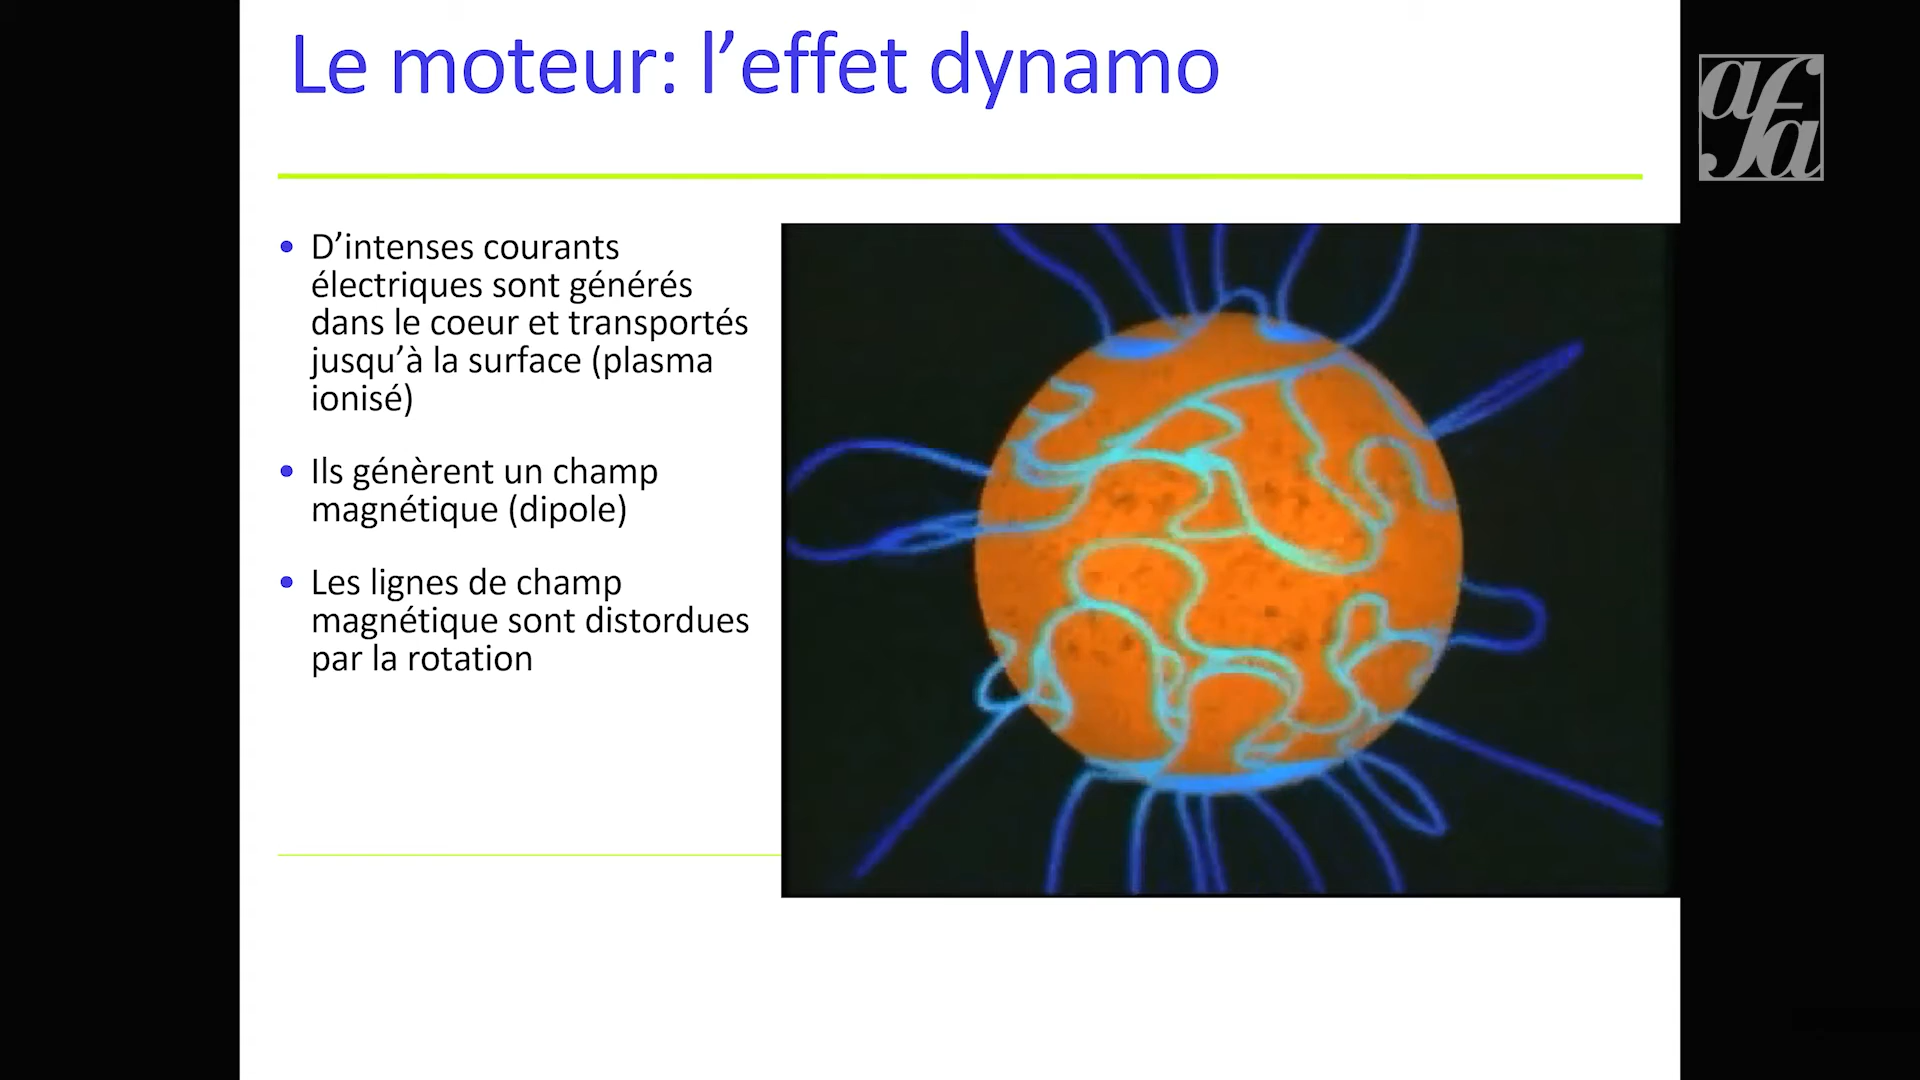 Le moteur: l’effet dynamo
afa
• D’intenses courants
électriques sont générés
dans le coeur et transportés
jusqu’à la surface (plasma
ionisé)
• Ils génèrent un champ
magnétique (dipole)
• Les lignes de champ
magnétique sont distordues
par la rotation